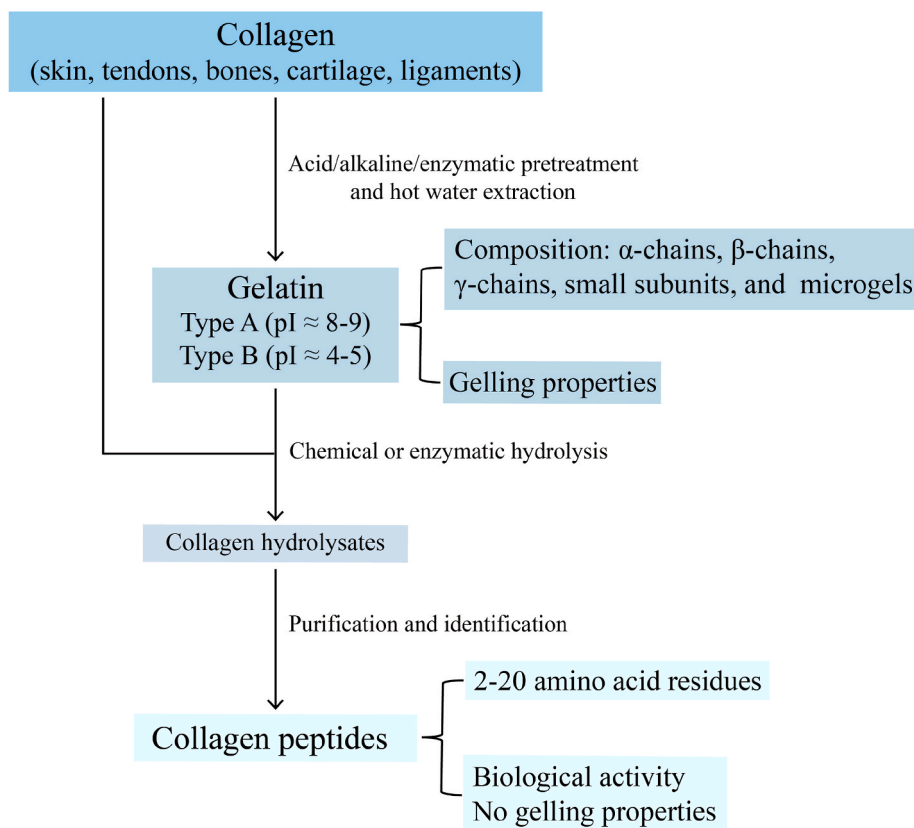 Collagen
(skin, tendons, bones, cartilage, ligaments)
Acid/alkaline/enzymatic pretreatment
and hot water extraction
Gelatin
Type A (pI ≈ 8-9)
Type B (pI ≈ 4-5)
Composition: α-chains, β-chains,
γ-chains, small subunits, and microgels
Gelling properties
Chemical or enzymatic hydrolysis
Collagen hydrolysates
Purification and identification
Collagen peptides
2-20 amino acid residues
Biological activity
No gelling properties